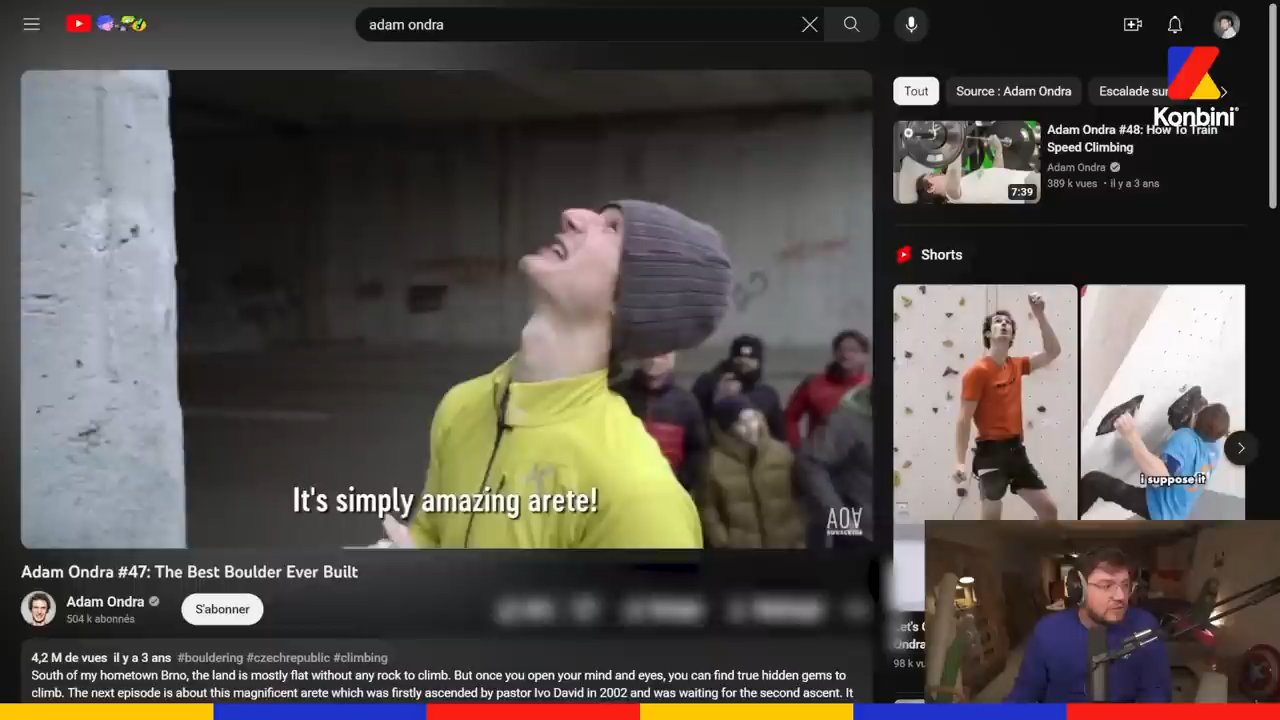 adam ondra
Tout
Source : Adam Ondra
Escalade su
Konbini
Adam Ondra #48: How To Train
Speed Climbing
Adam Ondra
389 k vues • il y a 3 ans
7:39
Shorts
i suppose it
It's simply amazing arete!
AOV
SUBSCRIBE
Adam Ondra #47: The Best Boulder Ever Built
Adam Ondra
504 k abonnés
S'abonner
4,2 M de vues il y a 3 ans #bouldering #czechrepublic #climbing
South of my hometown Brno, the land is mostly flat without any rock to climb. But once you open your mind and eyes, you can find true hidden gems to
climb. The next episode is about this magnificent arete which was firstly ascended by pastor Ivo David in 2002 and was waiting for the second ascent. It
Ondra
98 k vu